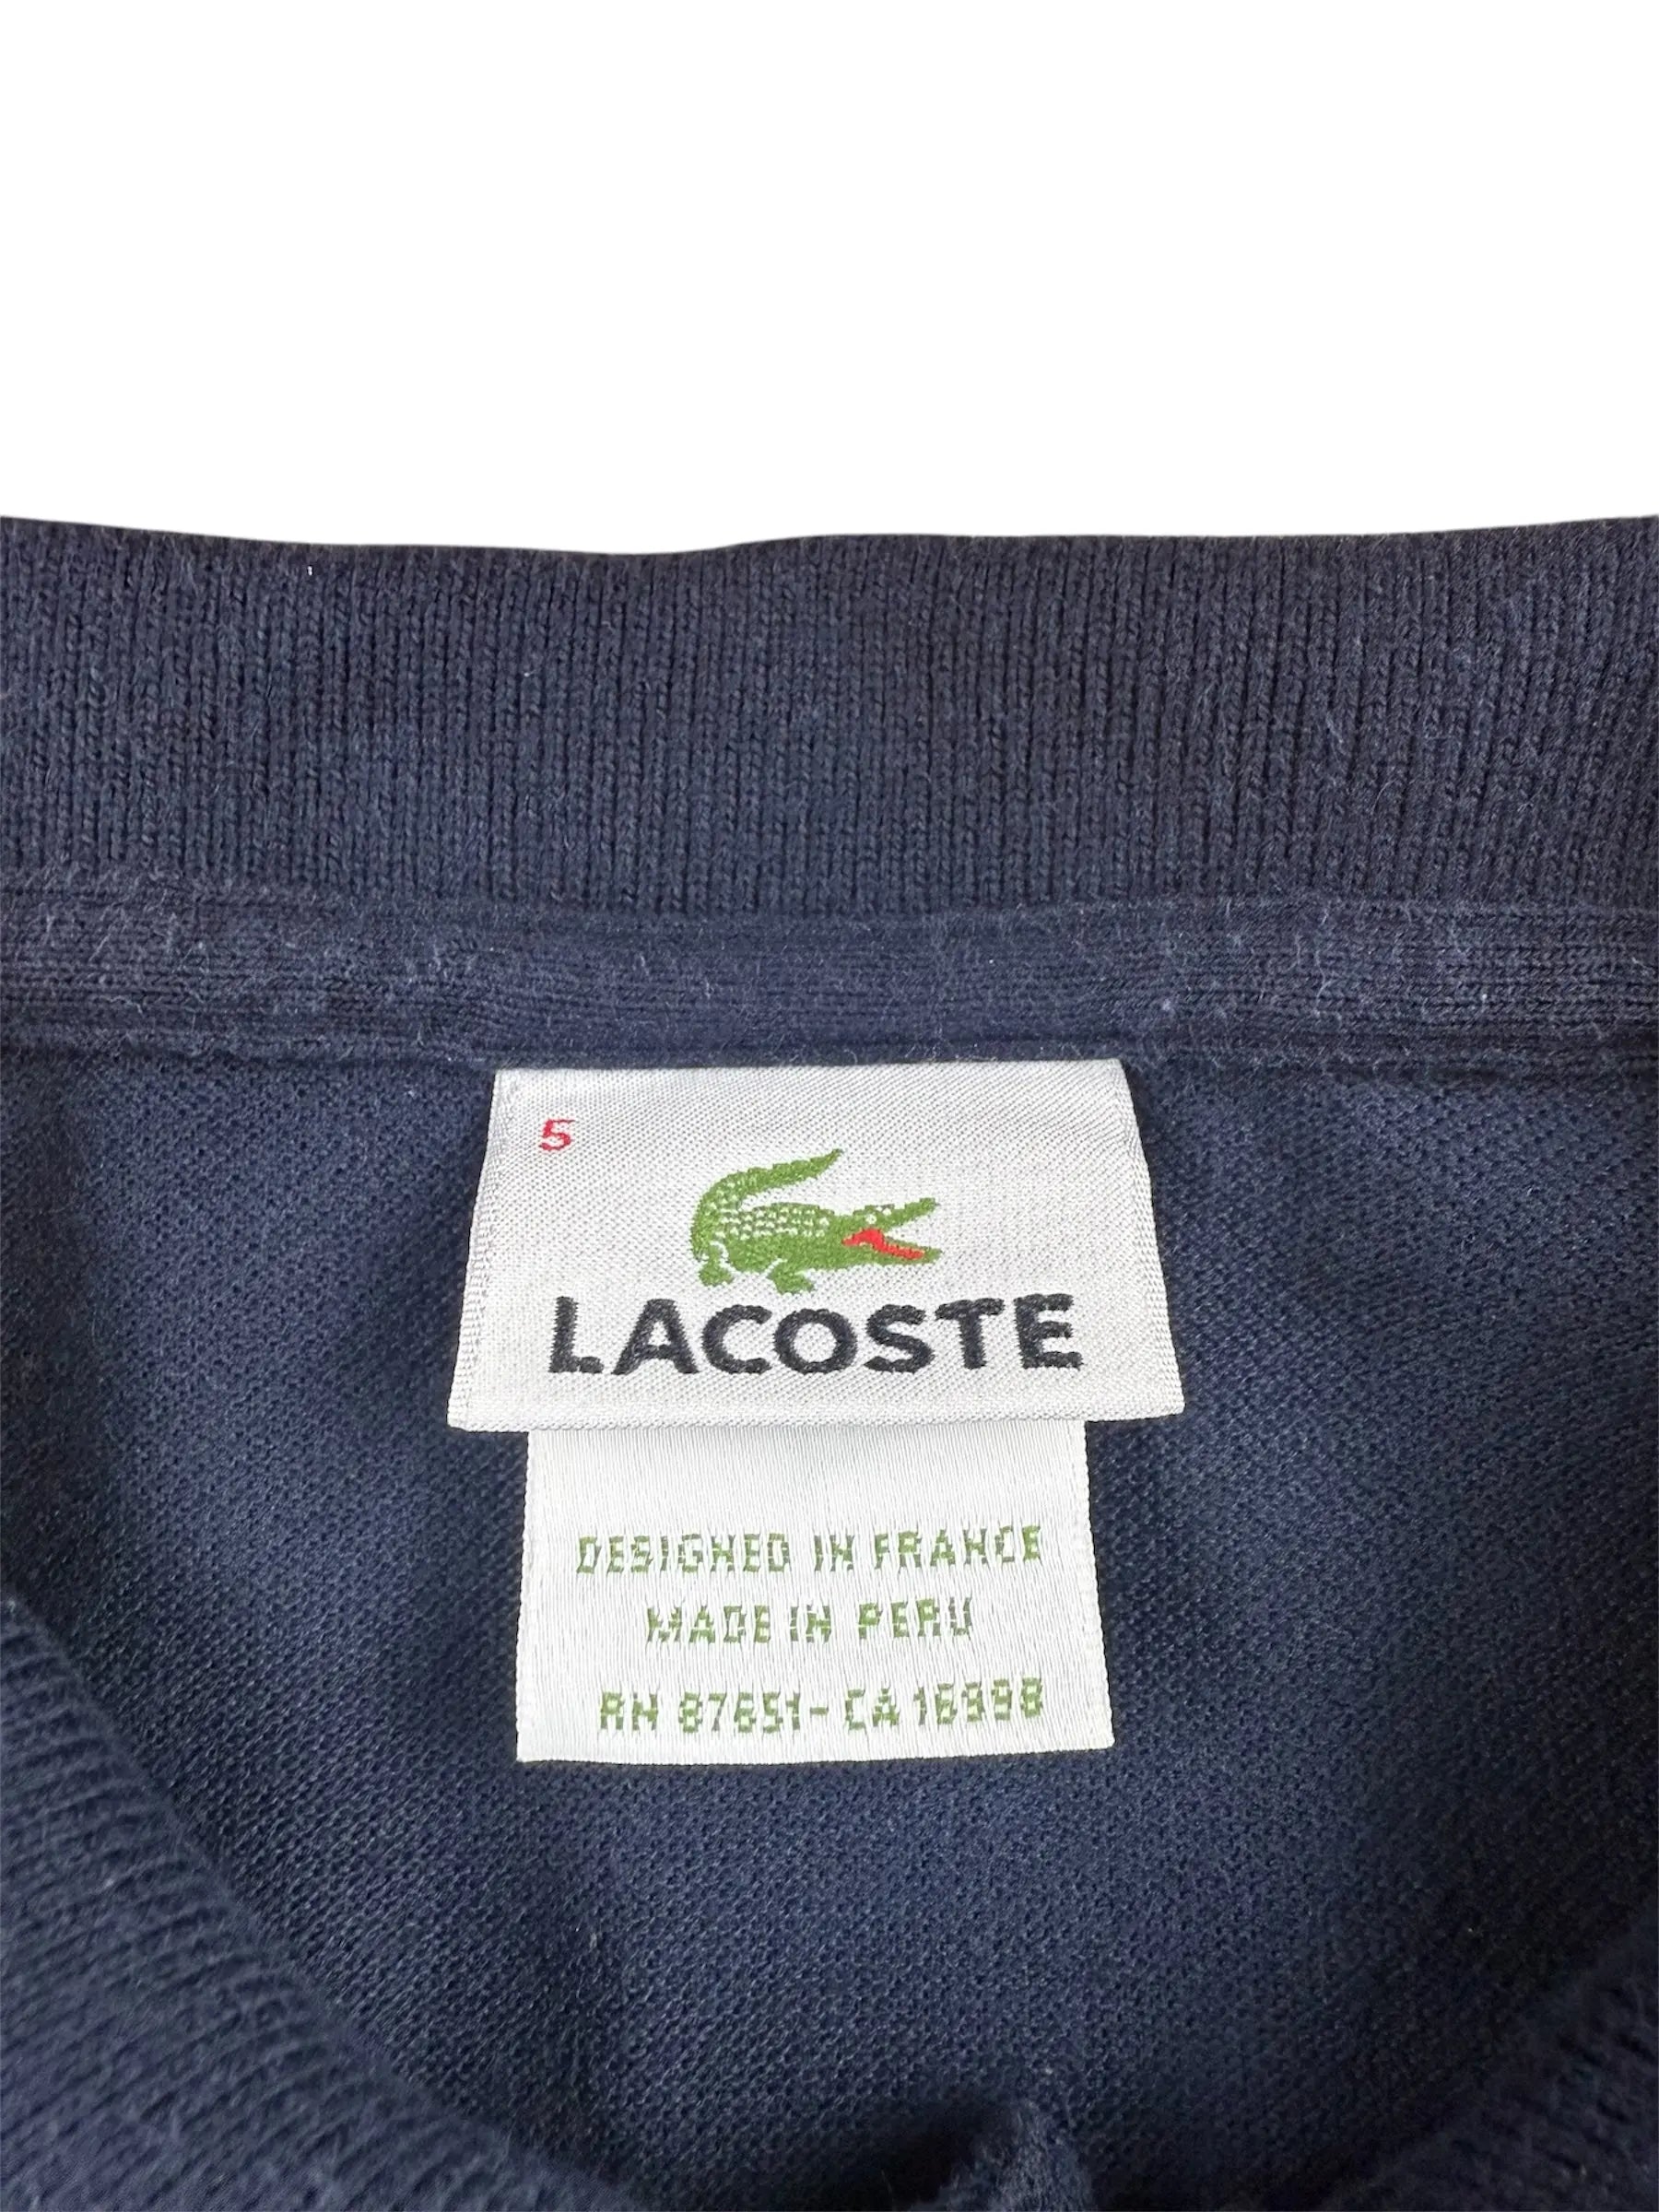 5
LACOSTE
DESIGNED IN FRANCE
MADE IN PERU
RN 87651-CA 16998